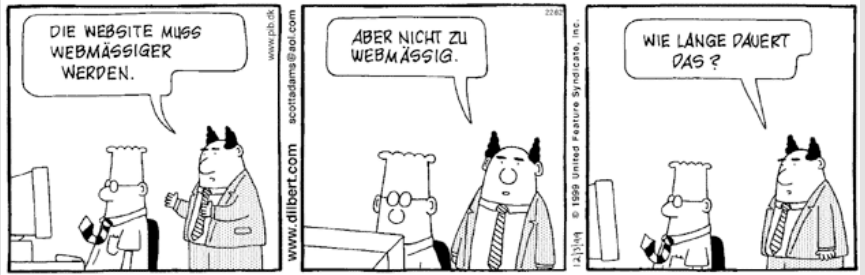 DIE WEBSITE MUSS
WEBMÄSSIGER
WERDEN.
www.pib.dk
www.dilbert.com
scottadams@aol.com
ABER NICHT ZU
WEBMÄSSIG.
2282
© 1999 United Feature Syndicate, Inc.
12|3|99
WIE LANGE DAUERT
DAS?